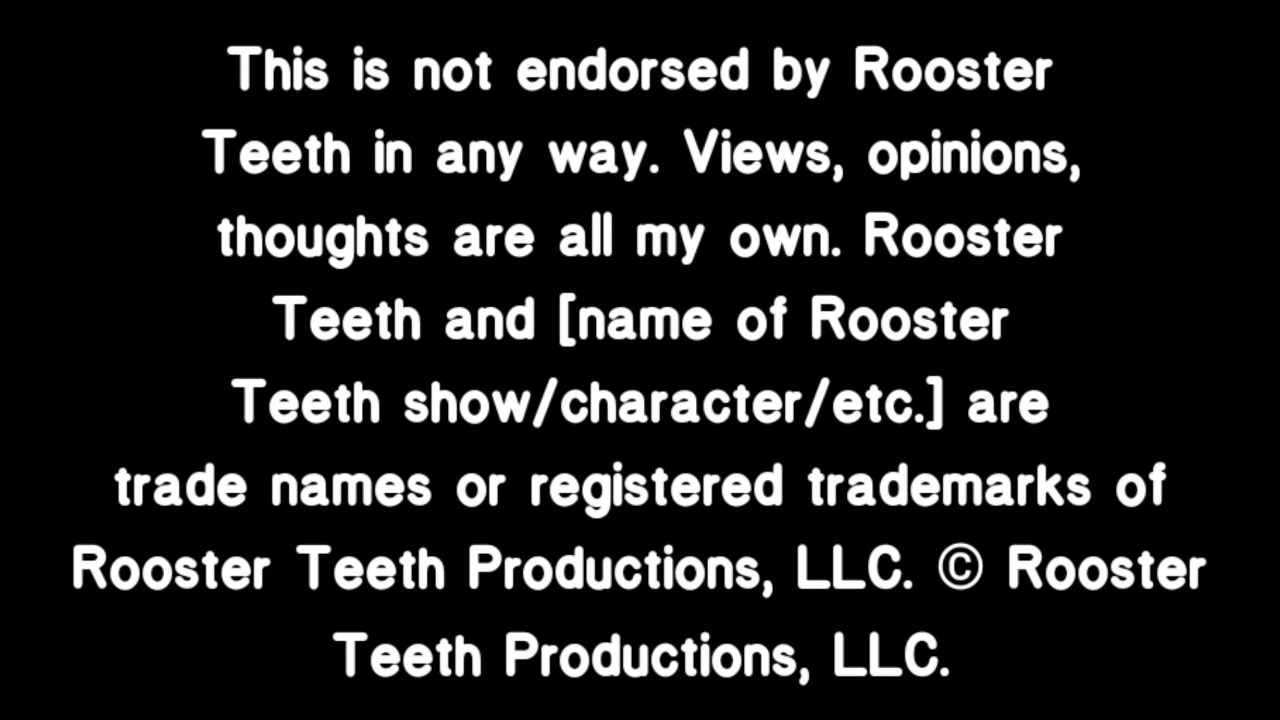 This is not endorsed by Rooster
Teeth in any way. Views, opinions,
thoughts are all my own. Rooster
Teeth and [name of Rooster
Teeth show/character/etc.] are
trade names or registered trademarks of
Rooster Teeth Productions, LLC. © Rooster
Teeth Productions, LLC.